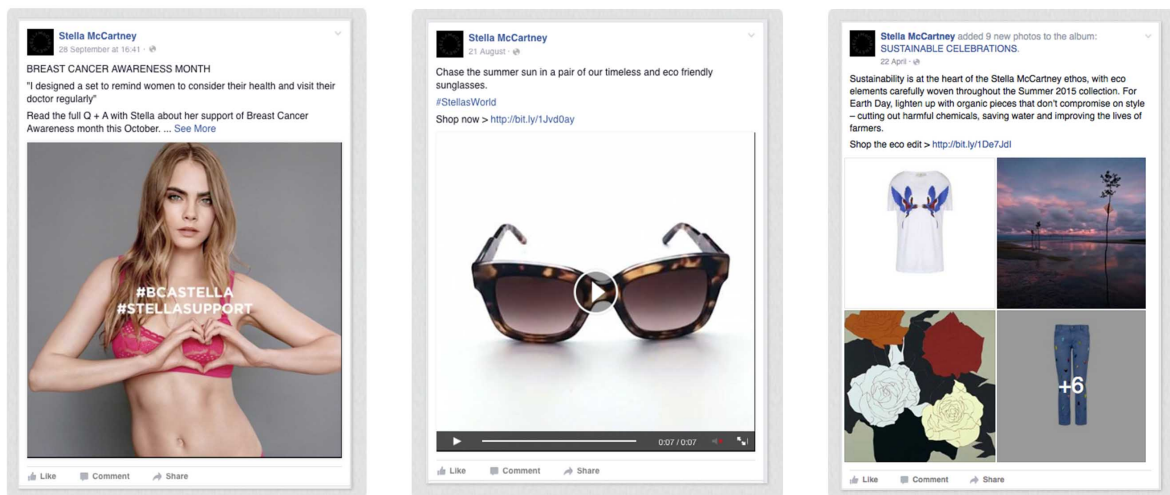 Stella McCartney
28 September at 16:41 ·
BREAST CANCER AWARENESS MONTH
"I designed a set to remind women to consider their health and visit their
doctor regularly"
Read the full Q + A with Stella about her support of Breast Cancer
Awareness month this October. ... See More
#BCASTELLA
#STELLASUPPORT
Like Comment Share
Stella McCartney
21 August ·
Chase the summer sun in a pair of our timeless and eco friendly
sunglasses.
#StellasWorld
Shop now > http://bit.ly/1Jvd0ay
0:07 / 0:07
Like Comment Share
Stella McCartney added 9 new photos to the album:
SUSTAINABLE CELEBRATIONS.
22 April ·
Sustainability is at the heart of the Stella McCartney ethos, with eco
elements carefully woven throughout the Summer 2015 collection. For
Earth Day, lighten up with organic pieces that don't compromise on style
– cutting out harmful chemicals, saving water and improving the lives of
farmers.
Shop the eco edit > http://bit.ly/1De7JdI
+6
Like Comment Share